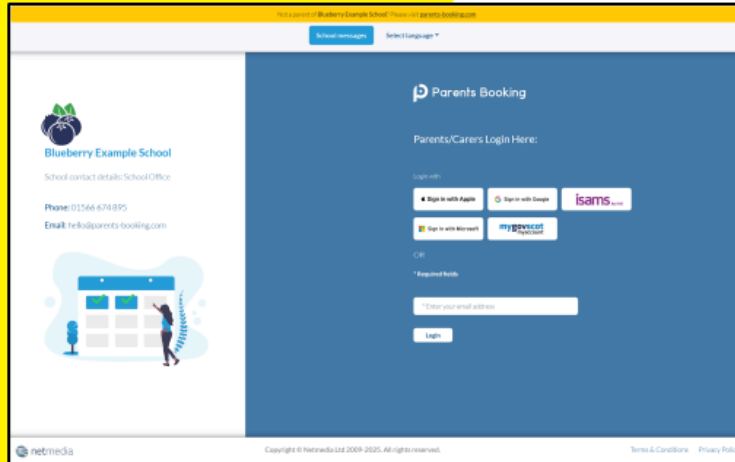 Not a parent of Blueberry Example School? Please visit parents-booking.com
School messages Select language
Blueberry Example School
School contact details: School Office
Phone: 01566 674 895
Email: hello@parents-booking.com
Parents Booking
Parents/Carers Login Here:
Login with
Sign in with Apple Sign in with Google isams
Sign in with Microsoft mygovscot
myaccount
OR
* Required fields
* Enter your email address
Login
netmedia Copyright © Netmedia Ltd 2009-2025. All rights reserved. Terms & Conditions Privacy